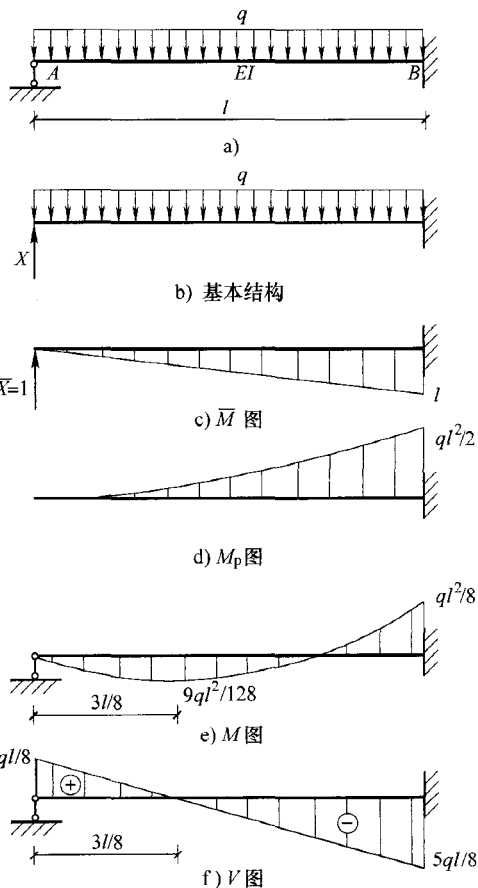 q
A EI B
l
a)
q
X
b) 基本结构
X̄=1
l
c) M̄ 图
ql²/2
d) Mₚ图
ql²/8
9ql²/128
3l/8
e) M图
ql/8
+
−
3l/8
5ql/8
f) V图